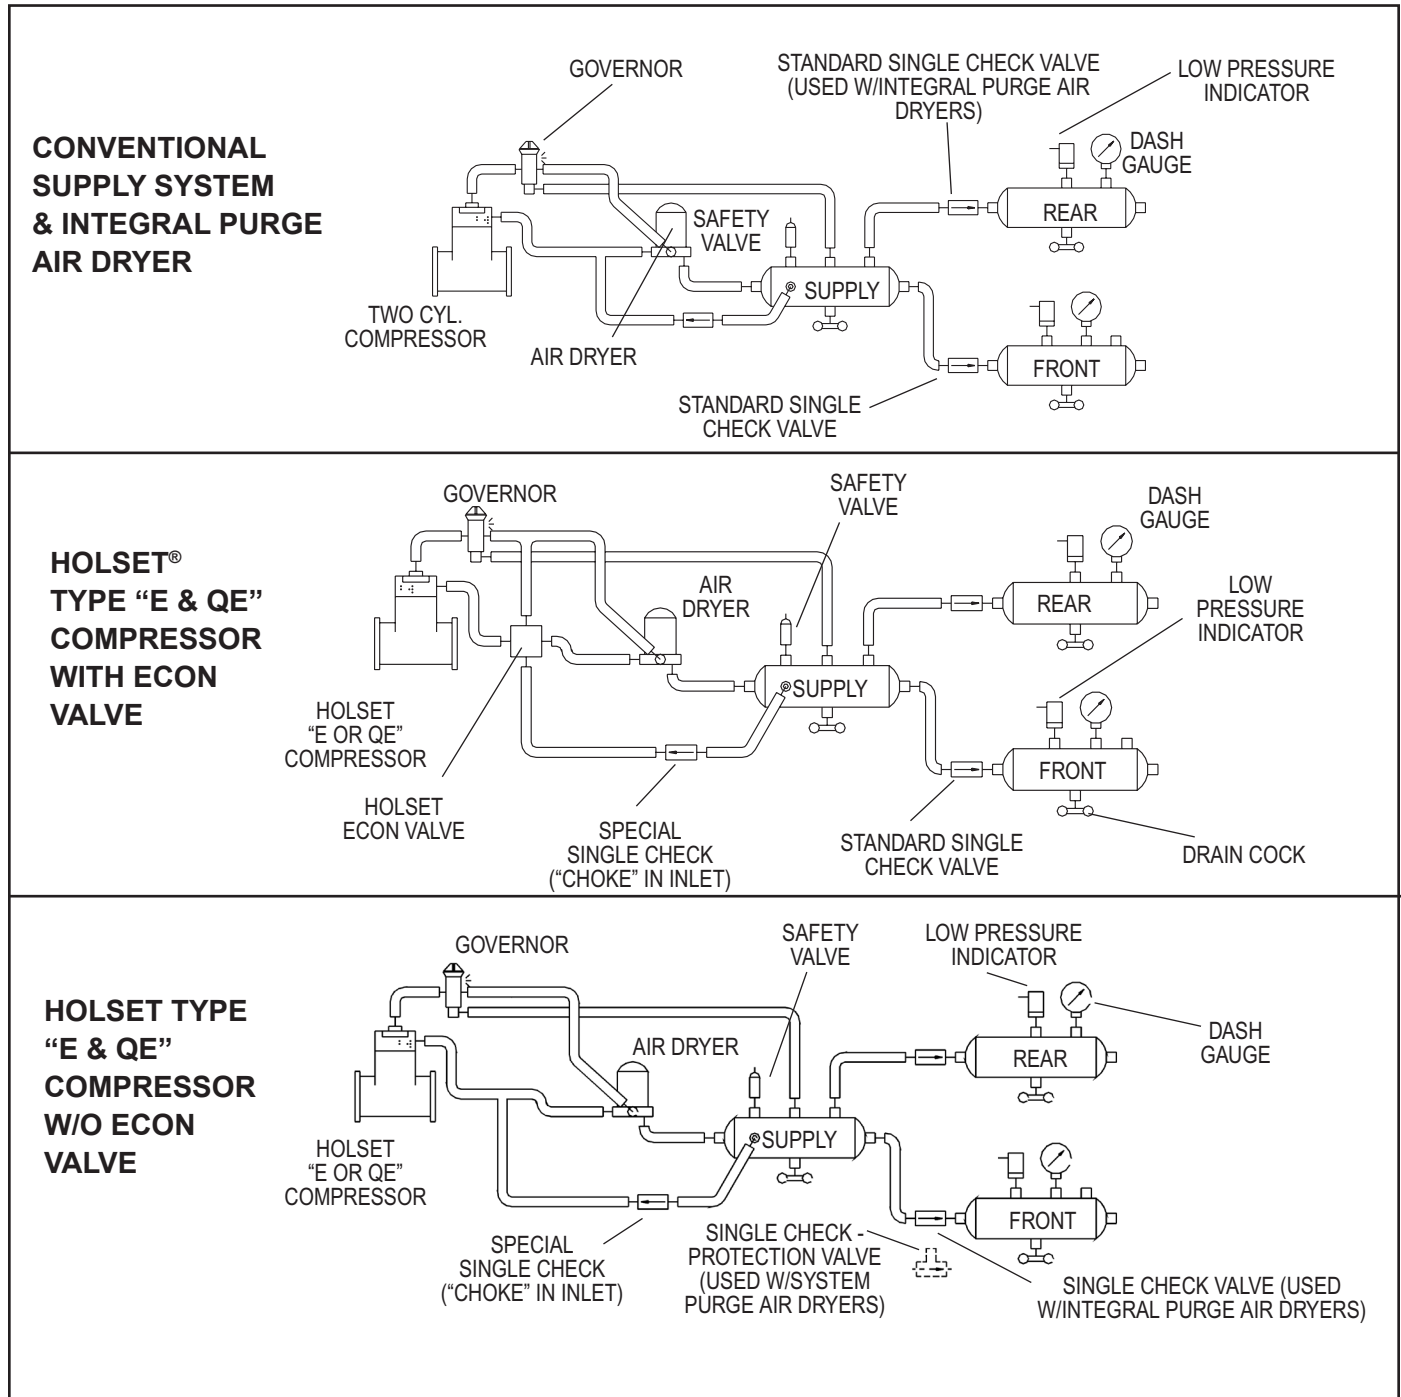 CONVENTIONAL
SUPPLY SYSTEM
& INTEGRAL PURGE
AIR DRYER
GOVERNOR
STANDARD SINGLE CHECK VALVE
(USED W/INTEGRAL PURGE AIR
DRYERS)
LOW PRESSURE
INDICATOR
DASH
GAUGE
REAR
SAFETY
VALVE
SUPPLY
TWO CYL.
COMPRESSOR
AIR DRYER
FRONT
STANDARD SINGLE
CHECK VALVE
HOLSET®
TYPE “E & QE”
COMPRESSOR
WITH ECON
VALVE
GOVERNOR
SAFETY
VALVE
DASH
GAUGE
AIR
DRYER
REAR
LOW
PRESSURE
INDICATOR
SUPPLY
HOLSET
“E OR QE”
COMPRESSOR
HOLSET
ECON VALVE
SPECIAL
SINGLE CHECK
(“CHOKE” IN INLET)
FRONT
STANDARD SINGLE
CHECK VALVE
DRAIN COCK
HOLSET TYPE
“E & QE”
COMPRESSOR
W/O ECON
VALVE
GOVERNOR
SAFETY
VALVE
LOW PRESSURE
INDICATOR
DASH
GAUGE
AIR DRYER
REAR
SUPPLY
HOLSET
“E OR QE”
COMPRESSOR
SPECIAL
SINGLE CHECK
(“CHOKE” IN INLET)
SINGLE CHECK -
PROTECTION VALVE
(USED W/SYSTEM
PURGE AIR DRYERS)
FRONT
SINGLE CHECK VALVE (USED
W/INTEGRAL PURGE AIR DRYERS)